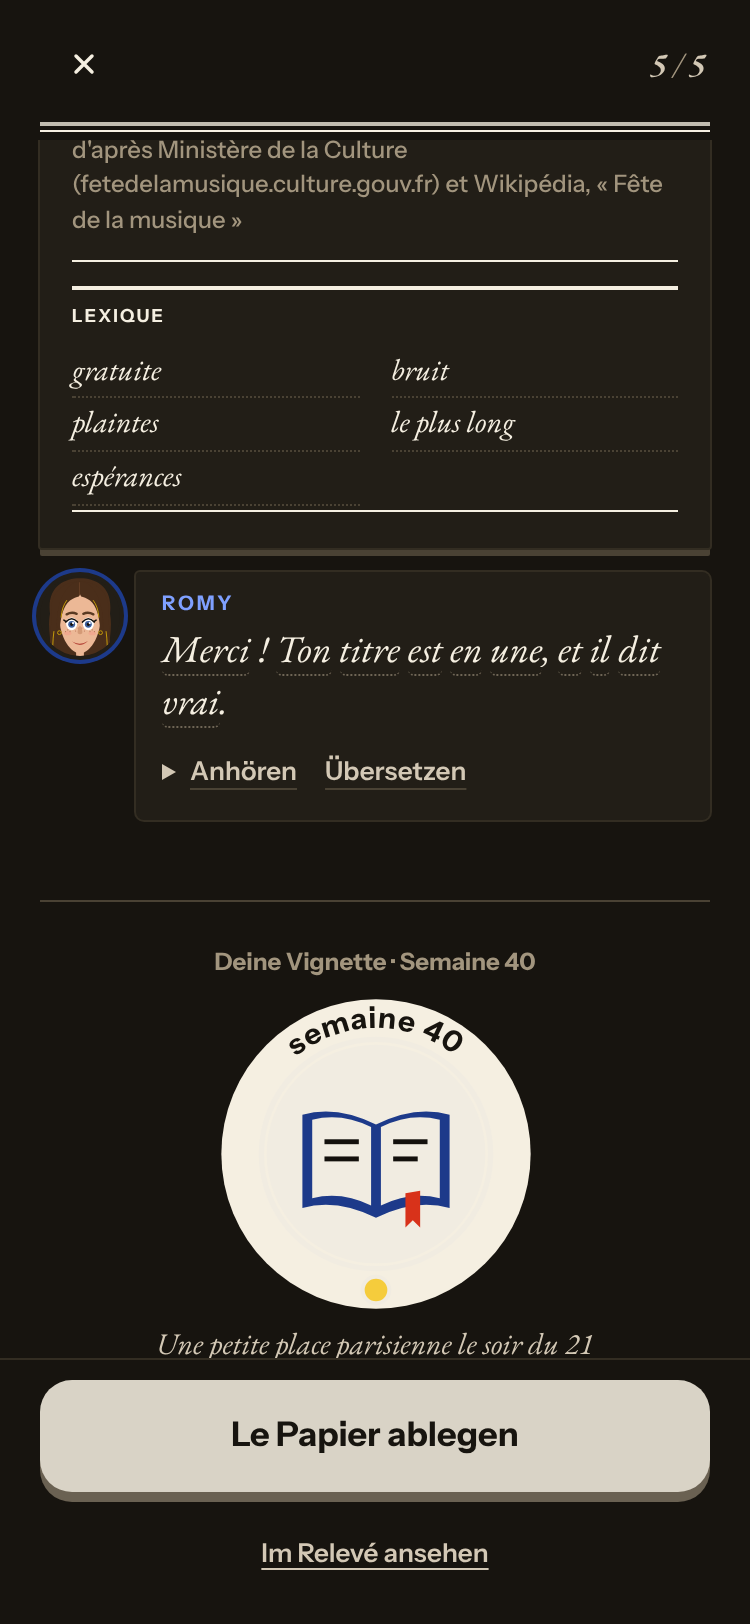 5/5
d'après Ministère de la Culture
(fetedelamusique.culture.gouv.fr) et Wikipédia, « Fête
de la musique »
LEXIQUE
gratuite
bruit
plaintes
le plus long
espérances
ROMY
Merci ! Ton titre est en une, et il dit
vrai.
Anhören Übersetzen
Deine Vignette · Semaine 40
semaine 40
Une petite place parisienne le soir du 21
Le Papier ablegen
Im Relevé ansehen